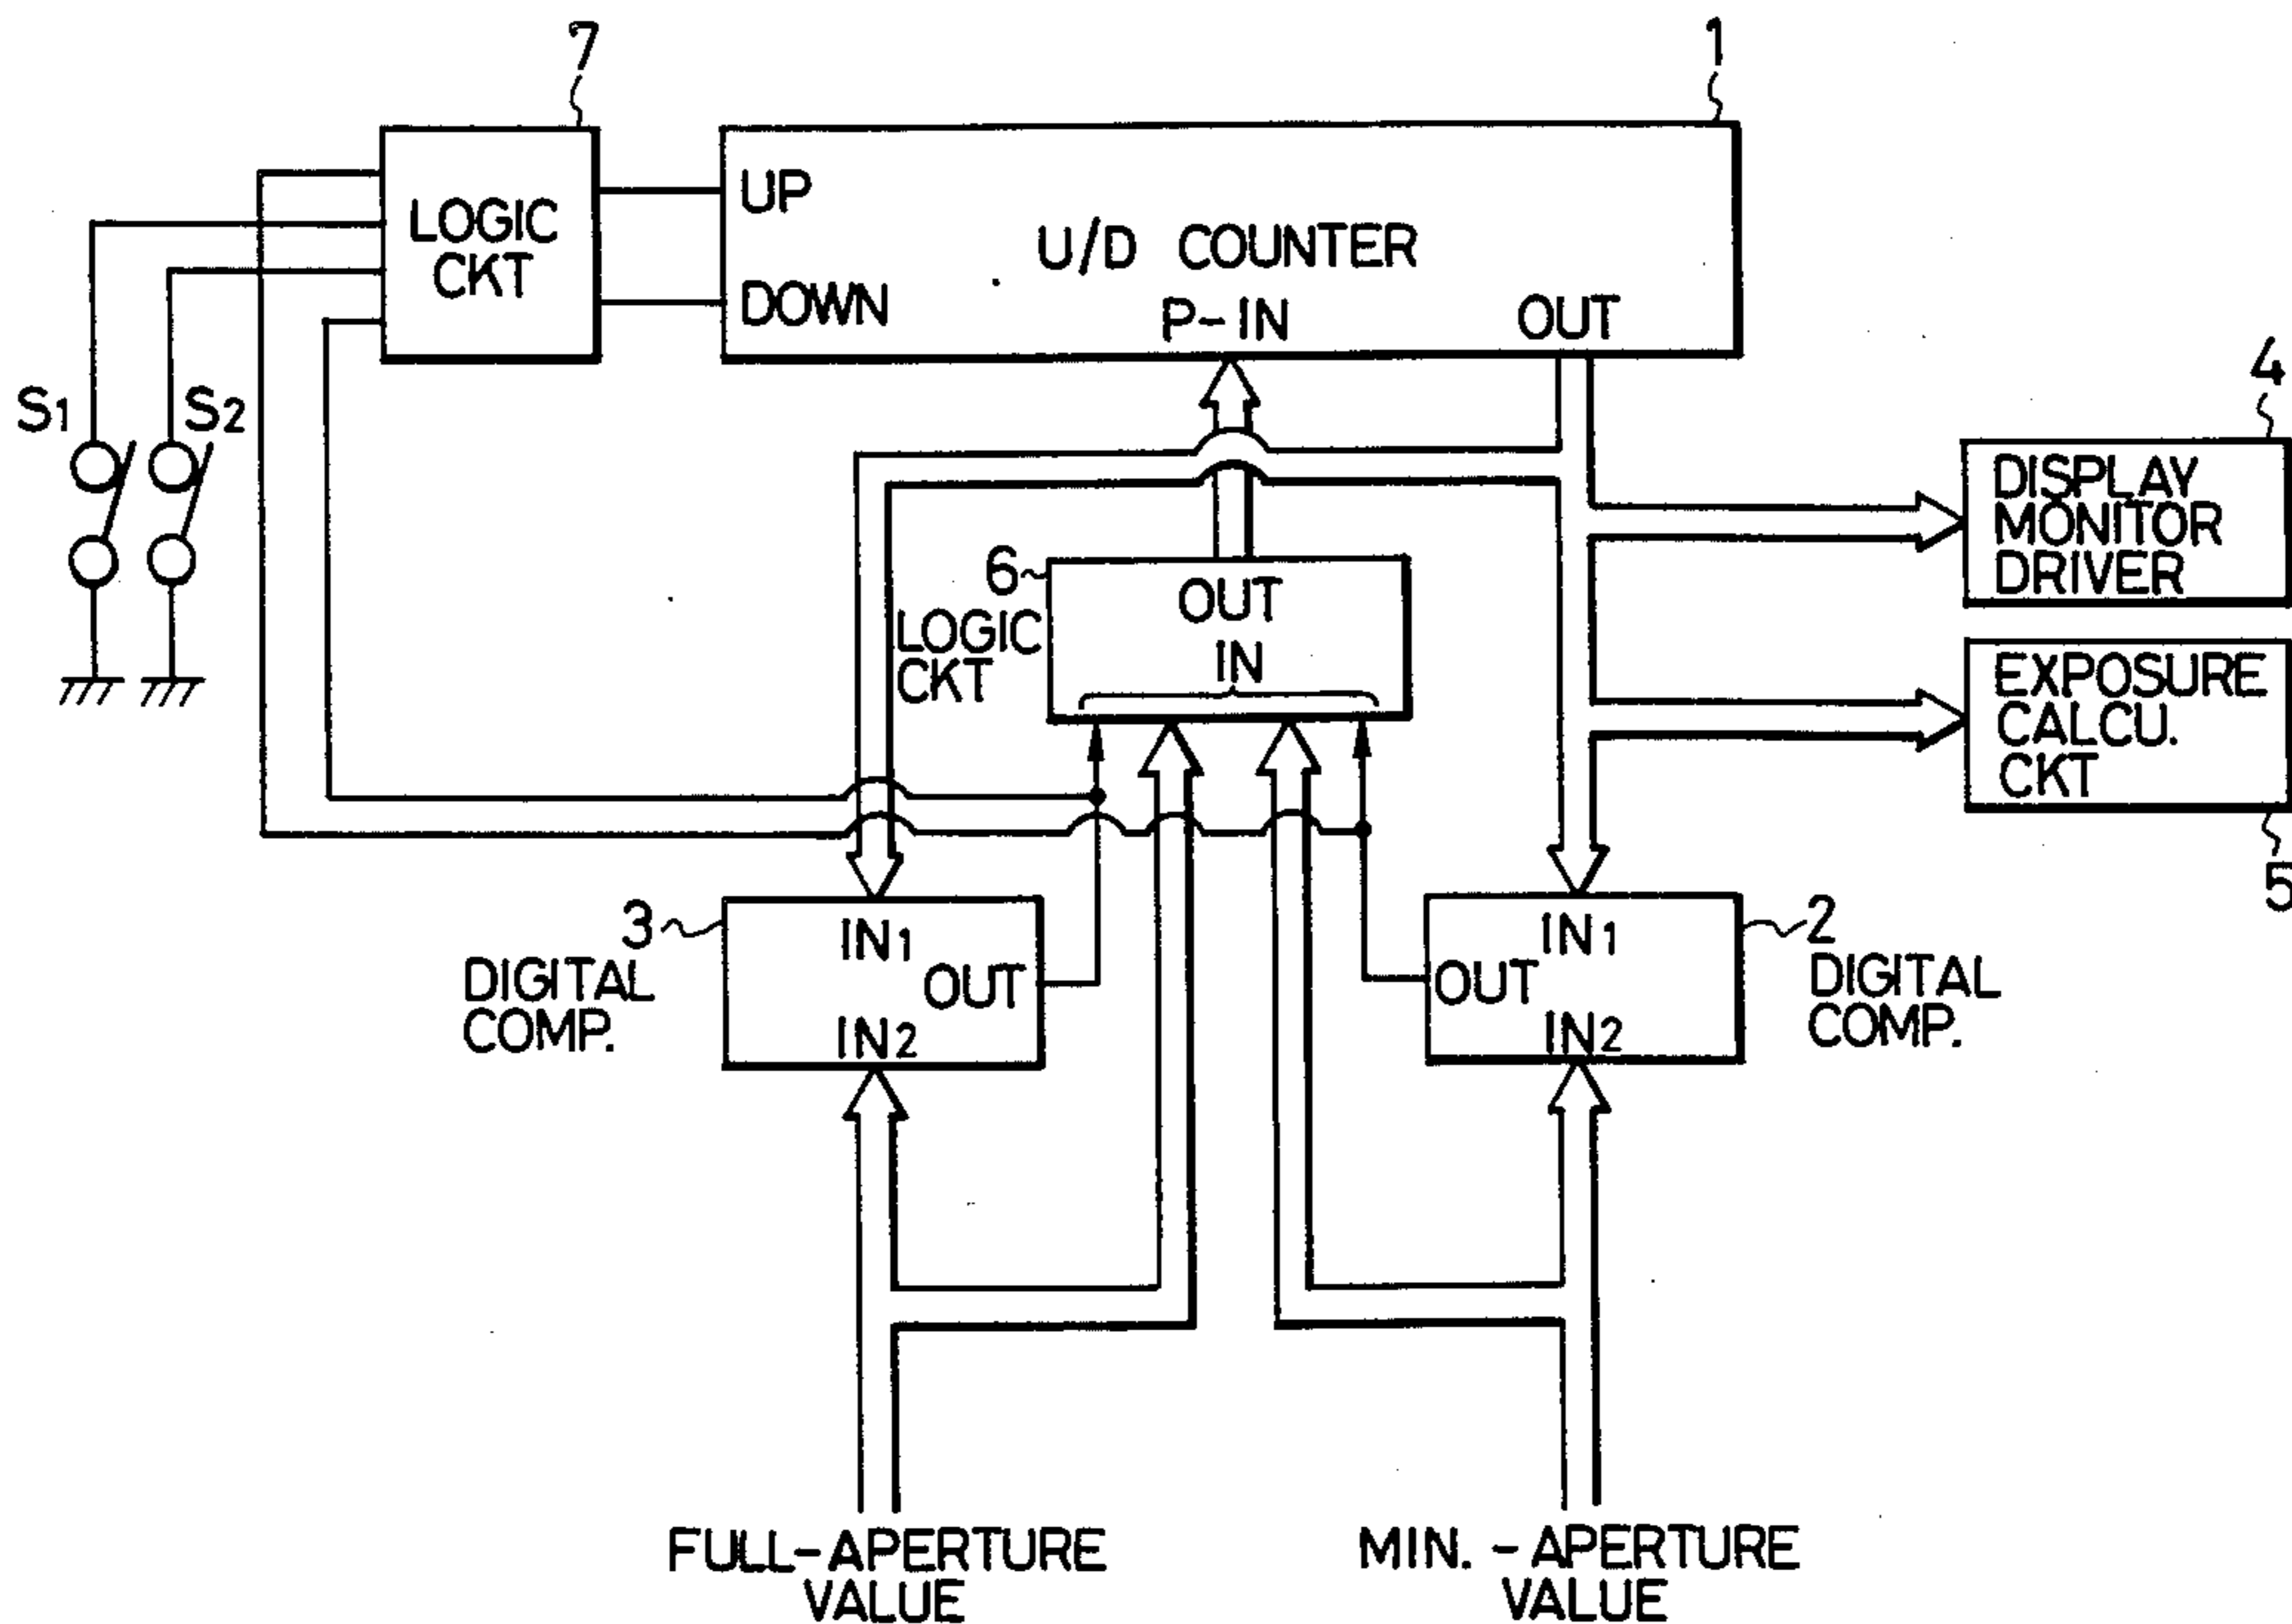 7
1
LOGIC
CKT
UP
U/D COUNTER
DOWN
P-IN
OUT
S1
S2
4
DISPLAY
MONITOR
DRIVER
6
LOGIC
CKT
OUT
IN
EXPOSURE
CALCU.
CKT
5
3
DIGITAL
COMP.
IN1
OUT
IN2
2
DIGITAL
COMP.
IN1
OUT
IN2
FULL-APERTURE
VALUE
MIN.-APERTURE
VALUE